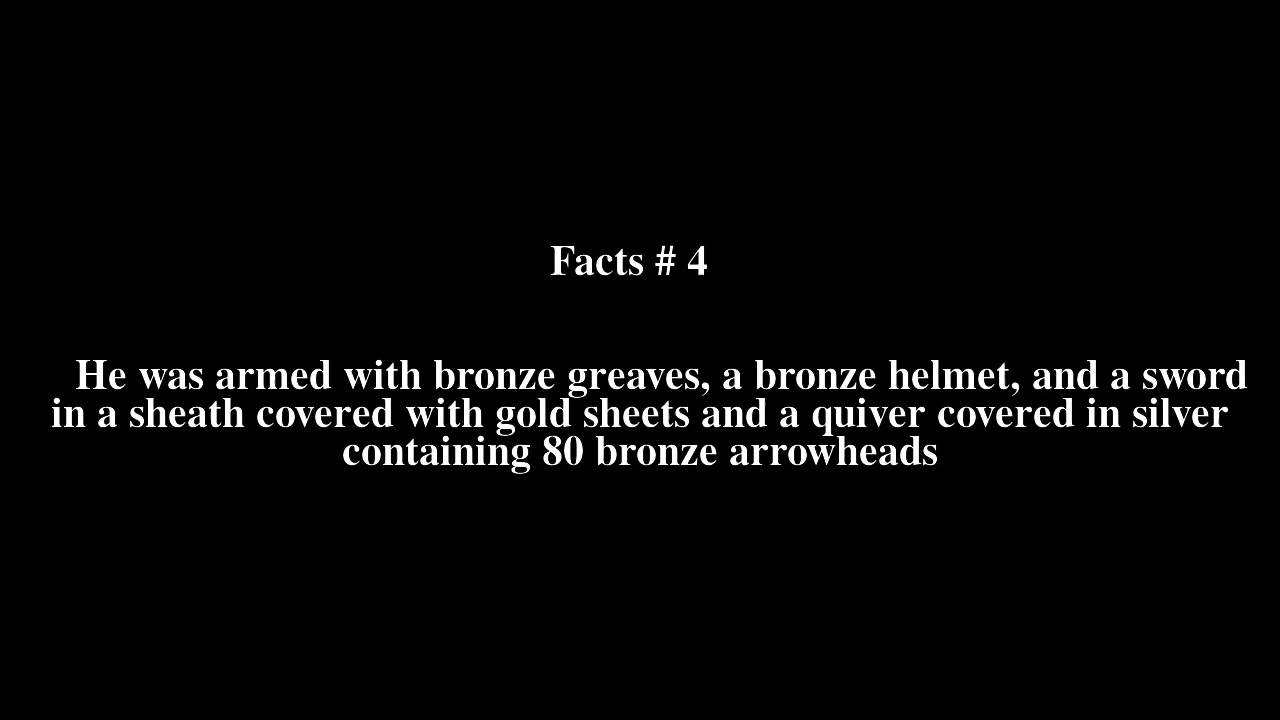 Facts # 4
He was armed with bronze greaves, a bronze helmet, and a sword
in a sheath covered with gold sheets and a quiver covered in silver
containing 80 bronze arrowheads